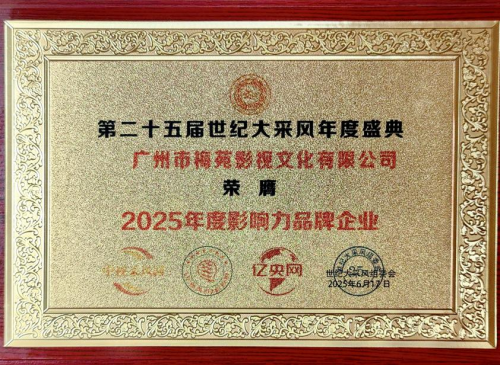 第二十五届世纪大采风年度盛典
广州市梅苑影视文化有限公司
荣膺
2025年度影响力品牌企业
亿央网
世纪大采风组委会
2025年6月17日